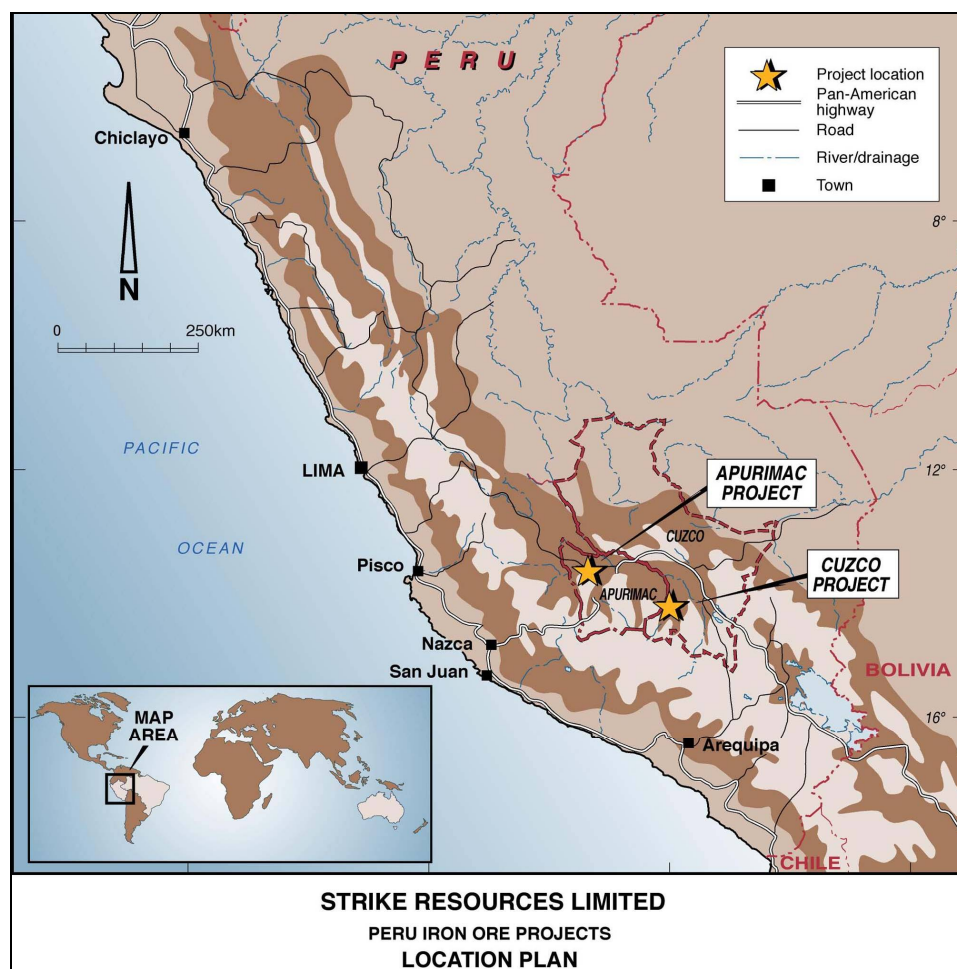 PERU
Project location
Pan-American
highway
Road
River/drainage
Town
Chiclayo
8°
N
0 250km
PACIFIC
OCEAN
LIMA
12°
APURIMAC
PROJECT
CUZCO
CUZCO
PROJECT
Pisco
APURIMAC
Nazca
San Juan
BOLIVIA
MAP
AREA
16°
Arequipa
CHILE
STRIKE RESOURCES LIMITED
PERU IRON ORE PROJECTS
LOCATION PLAN